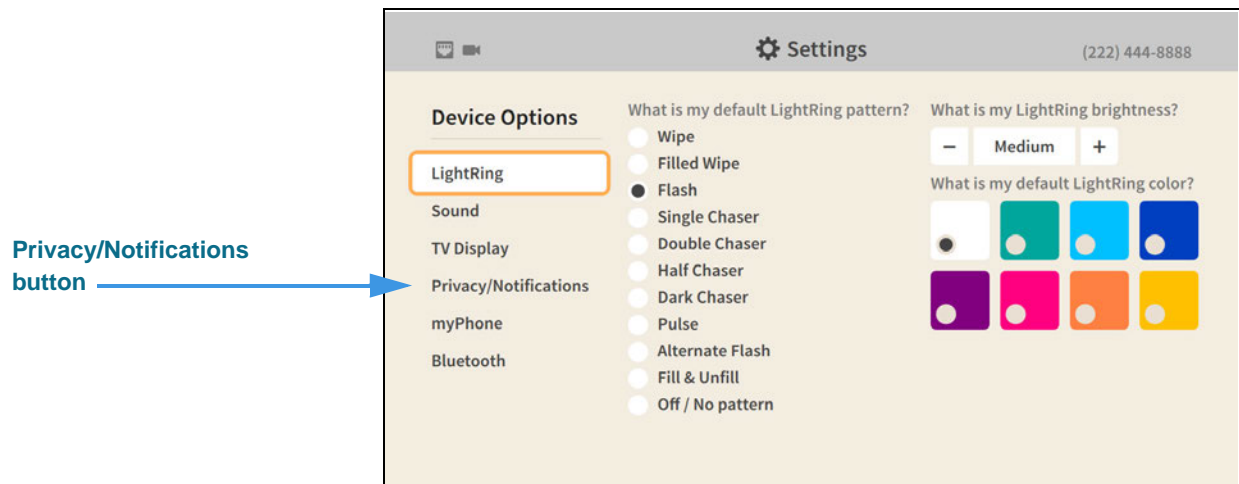 Settings
(222) 444-8888
Device Options
LightRing
Sound
TV Display
Privacy/Notifications
myPhone
Bluetooth
What is my default LightRing pattern?
Wipe
Filled Wipe
Flash
Single Chaser
Double Chaser
Half Chaser
Dark Chaser
Pulse
Alternate Flash
Fill & Unfill
Off / No pattern
What is my LightRing brightness?
− Medium +
What is my default LightRing color?
Privacy/Notifications
button